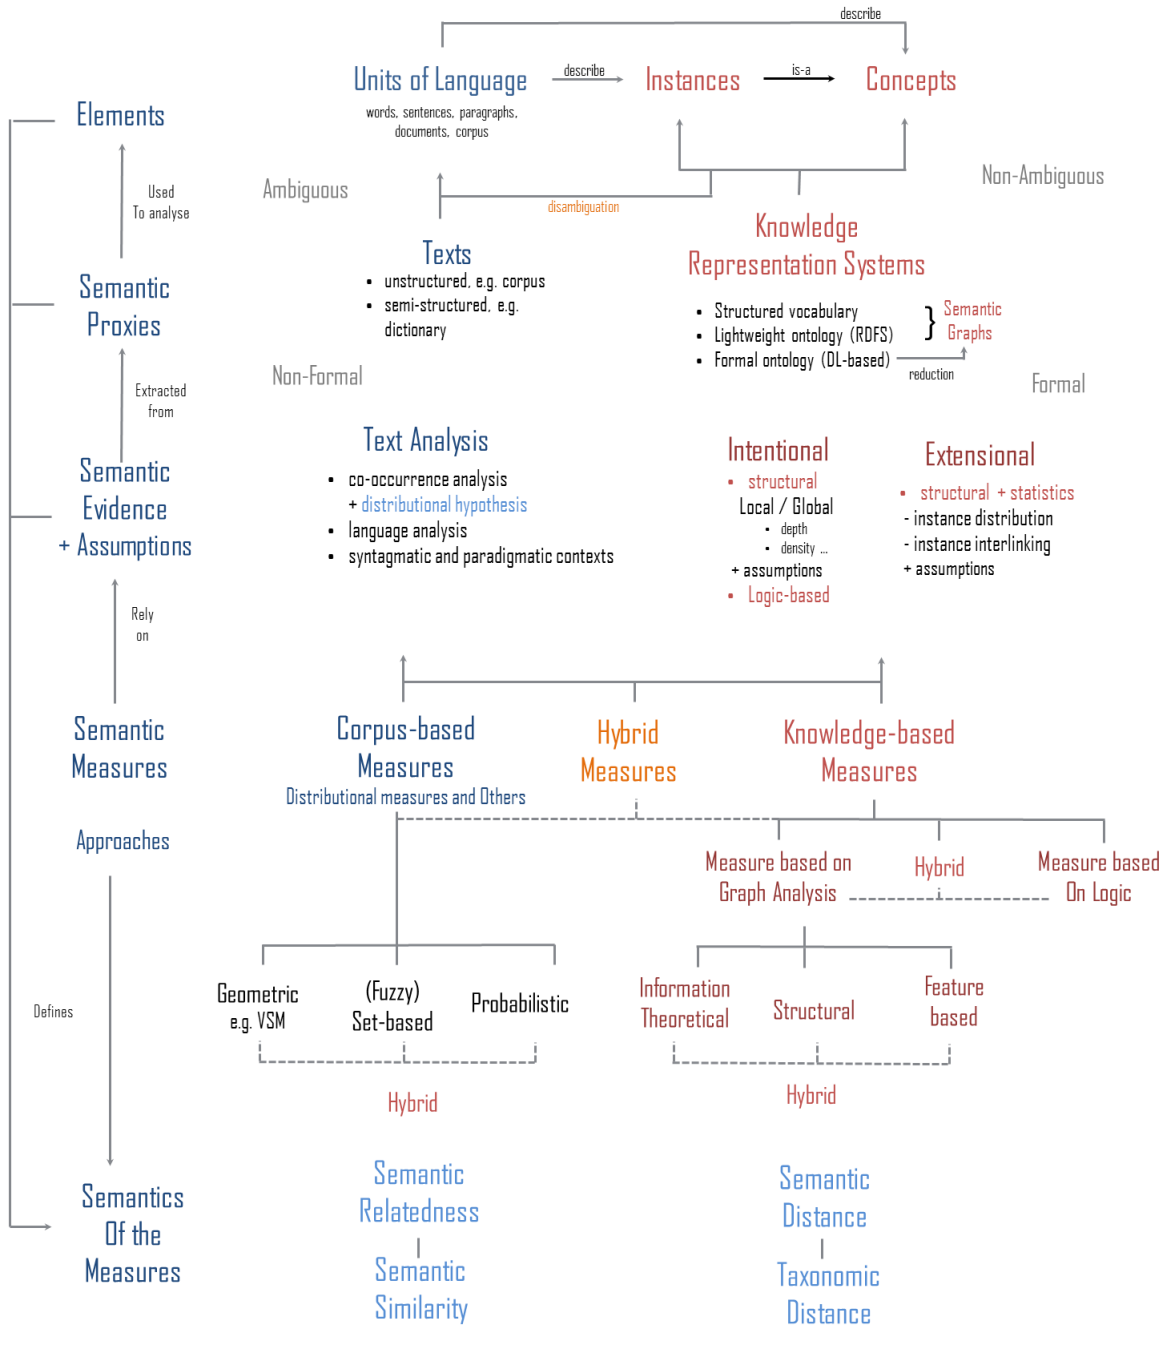 describe
Units of Language
describe
Instances
is-a
Concepts
words, sentences, paragraphs,
documents, corpus
Elements
Ambiguous
Non-Ambiguous
Used
To analyse
disambiguation
Texts
• unstructured, e.g. corpus
• semi-structured, e.g.
dictionary
Knowledge
Representation Systems
• Structured vocabulary
• Lightweight ontology (RDFS)
• Formal ontology (DL-based)
} Semantic
Graphs
reduction
Semantic
Proxies
Non-Formal
Formal
Extracted
from
Semantic
Evidence
+ Assumptions
Text Analysis
• co-occurrence analysis
+ distributional hypothesis
• language analysis
• syntagmatic and paradigmatic contexts
Intentional
• structural
Local / Global
• depth
• density ...
+ assumptions
• Logic-based
Extensional
• structural + statistics
- instance distribution
- instance interlinking
+ assumptions
Rely
on
Semantic
Measures
Corpus-based
Measures
Distributional measures and Others
Hybrid
Measures
Knowledge-based
Measures
Approaches
Measure based on
Graph Analysis
Hybrid
Measure based
On Logic
Defines
Geometric
e.g. VSM
(Fuzzy)
Set-based
Probabilistic
Information
Theoretical
Structural
Feature
based
Hybrid
Hybrid
Semantics
Of the
Measures
Semantic
Relatedness
Semantic
Similarity
Semantic
Distance
Taxonomic
Distance